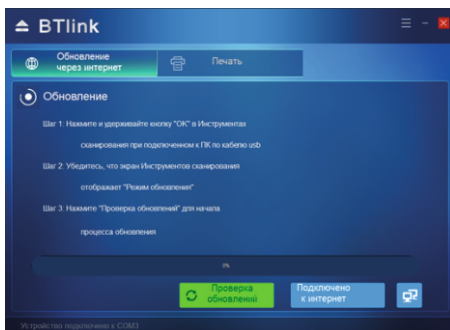 BTlink
Обновление
через интернет
Печать
Обновление
Шаг 1: Нажмите и удерживайте кнопку "ОК" в Инструментах
сканирования при подключенном к ПК по кабелю usb
Шаг 2: Убедитесь, что экран Инструментов сканирования
отображает "Режим обновления"
Шаг 3: Нажмите "Проверка обновлений" для начала
процесса обновления
Проверка
обновлений
Подключено
к интернет
Устройство подключено к COM3